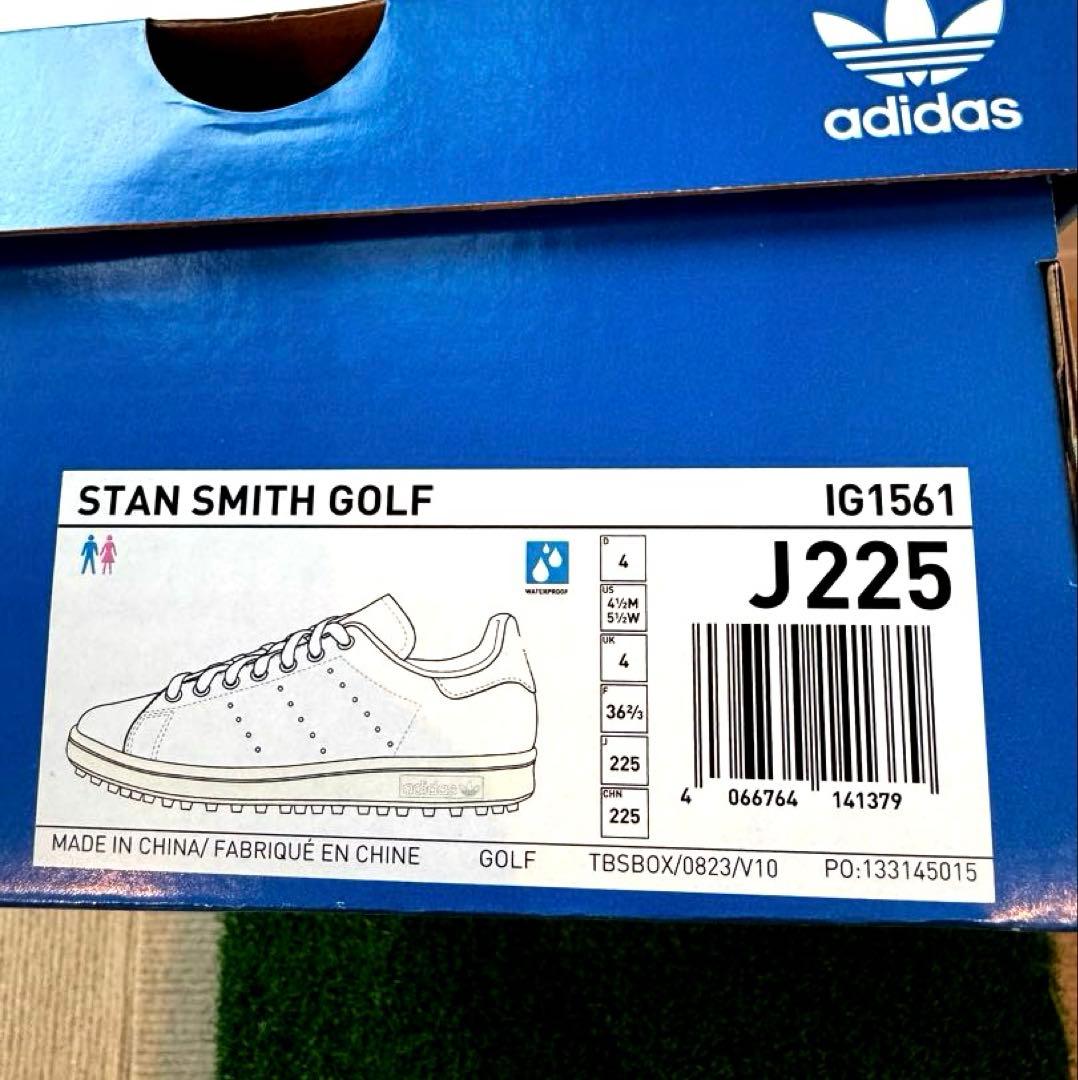 adidas
STAN SMITH GOLF IG1561
WATERPROOF
D
4
US
4½M
5½W
UK
4
F
36⅔
J
225
CHN
225
J225
4 066764 141379
adidas
MADE IN CHINA/ FABRIQUÉ EN CHINE GOLF TBSBOX/0823/V10 PO:133145015